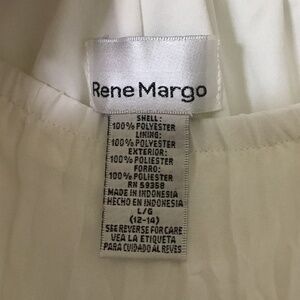 Rene Margo
SHELL:
100% POLYESTER
LINING:
100% POLYESTER
EXTERIOR:
100% POLIESTER
FORRO:
100% POLIESTER
RN 59358
MADE IN INDONESIA
HECHO EN INDONESIA
L/G
(12-14)
SEE REVERSE FOR CARE
VEA LA ETIQUETA
PARA CUIDADO AL REVES